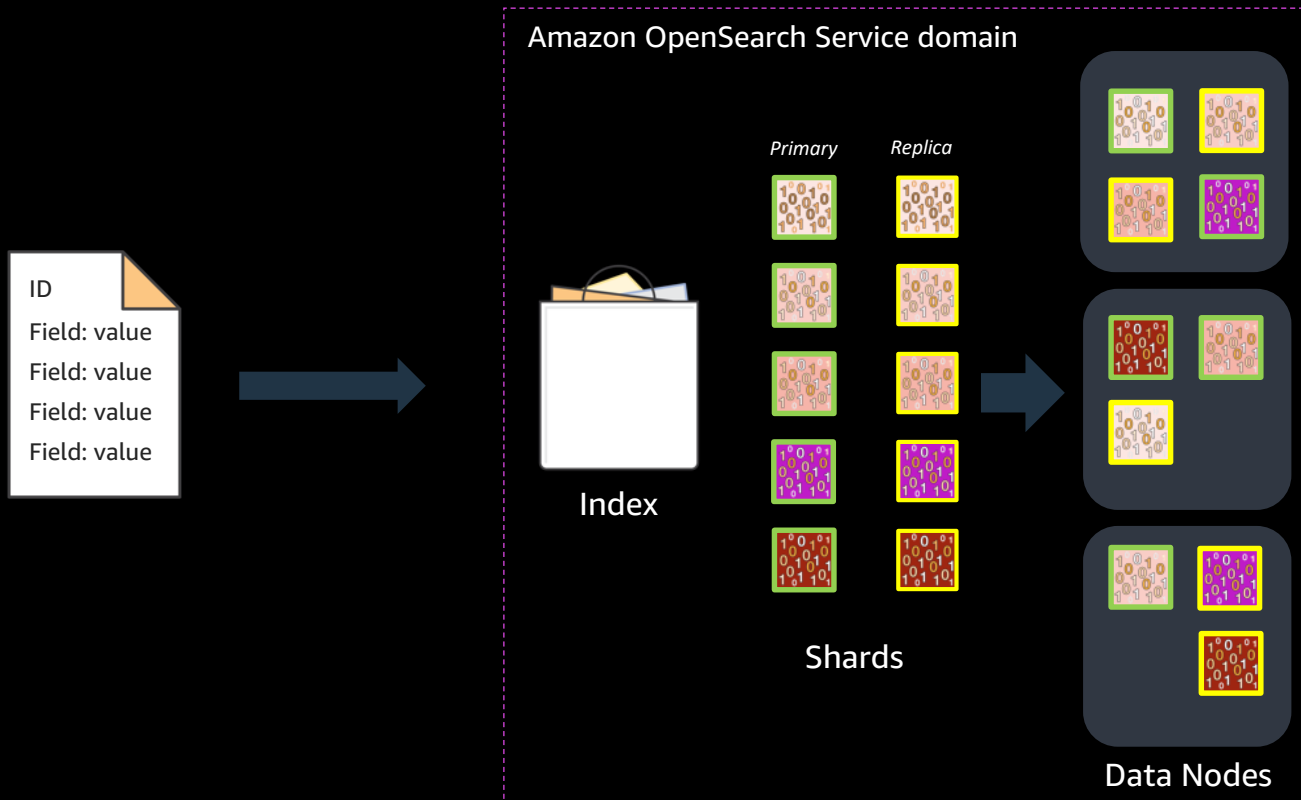 Amazon OpenSearch Service domain
ID
Field: value
Field: value
Field: value
Field: value
Index
Primary
Replica
Shards
Data Nodes